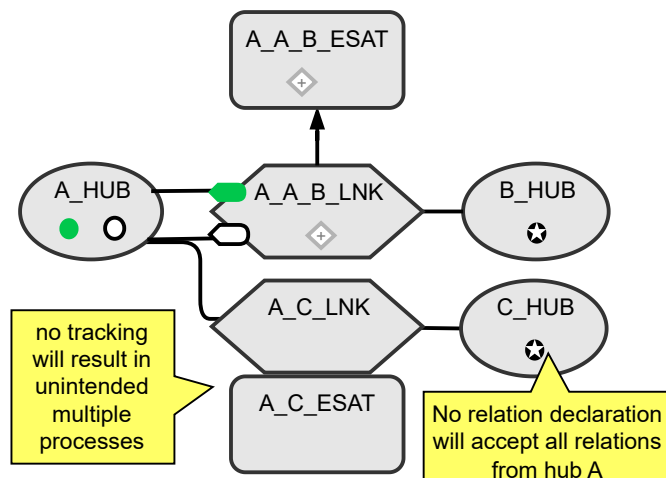 A_A_B_ESAT
A_HUB
A_A_B_LNK
B_HUB
A_C_LNK
C_HUB
no tracking
will result in
unintended
multiple
processes
A_C_ESAT
No relation declaration
will accept all relations
from hub A